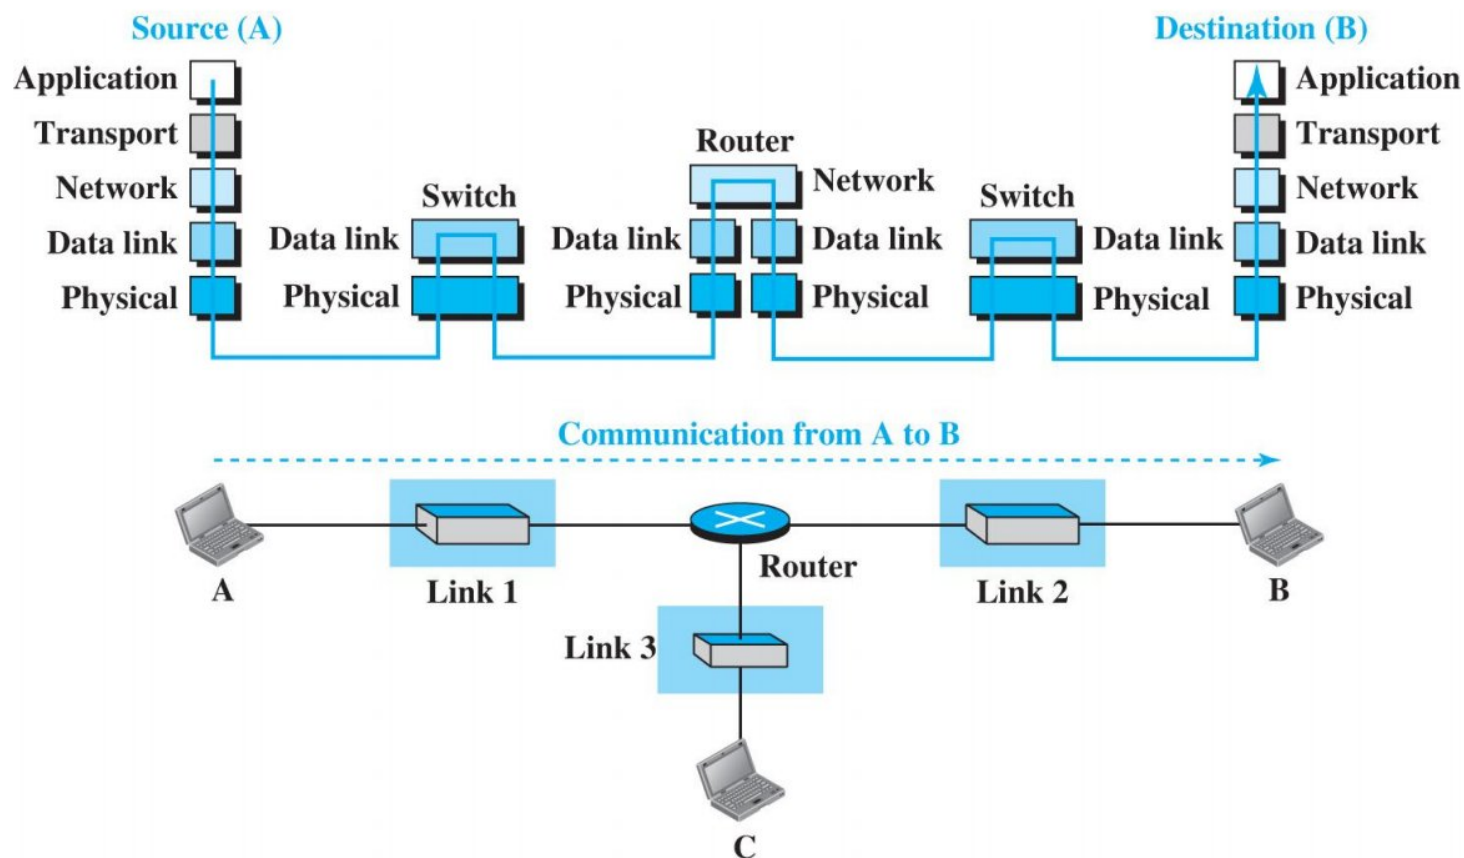 Source (A)
Destination (B)
Application
Application
Transport
Transport
Router
Network
Switch
Network
Switch
Network
Data link
Data link
Data link
Data link
Data link
Data link
Physical
Physical
Physical
Physical
Physical
Physical
Communication from A to B
A
Link 1
Router
Link 2
B
Link 3
C